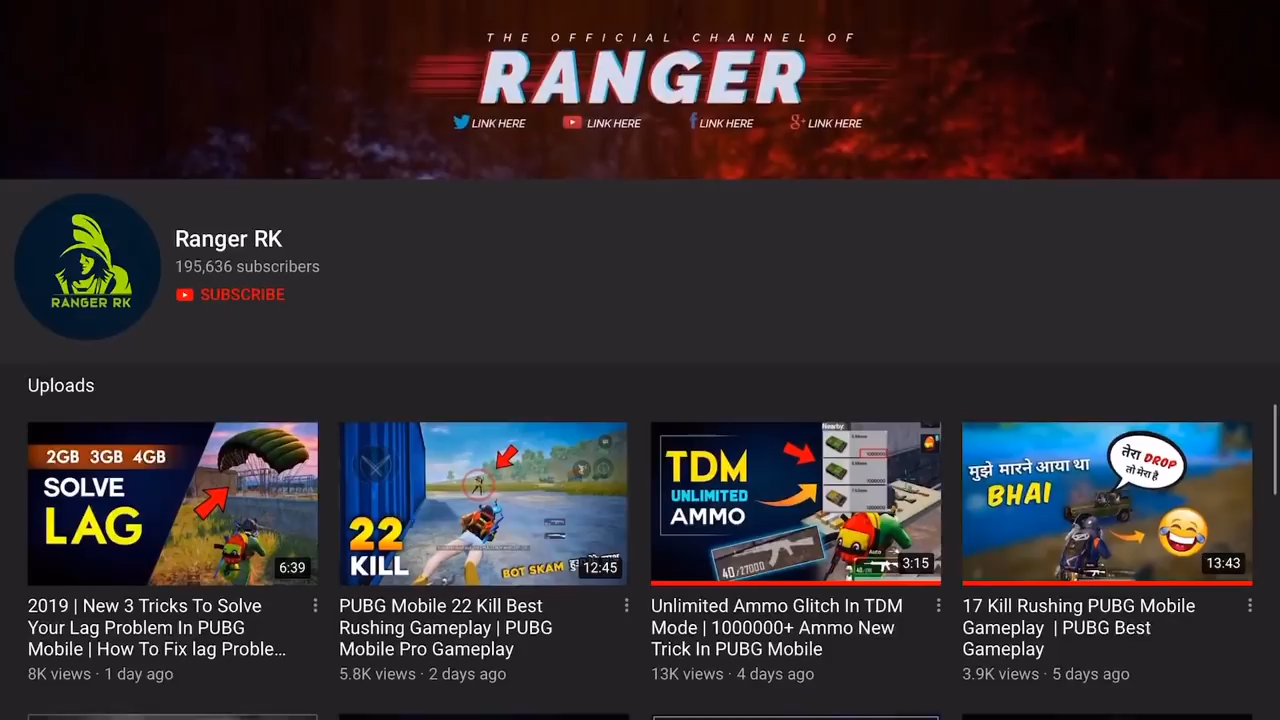 THE OFFICIAL CHANNEL OF
RANGER
LINK HERE LINK HERE LINK HERE LINK HERE
RANGER RK
Ranger RK
195,636 subscribers
SUBSCRIBE
Uploads
2GB 3GB 4GB
SOLVE
LAG
6:39
22
KILL
BOT SKAM
12:45
Nearby:
TDM
UNLIMITED
AMMO
40/27000
Auto
3:15
मुझे मारने आया था
BHAI
तेरा DROP
तो मेरा है
13:43
2019 | New 3 Tricks To Solve
Your Lag Problem In PUBG
Mobile | How To Fix lag Proble...
8K views · 1 day ago
PUBG Mobile 22 Kill Best
Rushing Gameplay | PUBG
Mobile Pro Gameplay
5.8K views · 2 days ago
Unlimited Ammo Glitch In TDM
Mode | 1000000+ Ammo New
Trick In PUBG Mobile
13K views · 4 days ago
17 Kill Rushing PUBG Mobile
Gameplay | PUBG Best
Gameplay
3.9K views · 5 days ago